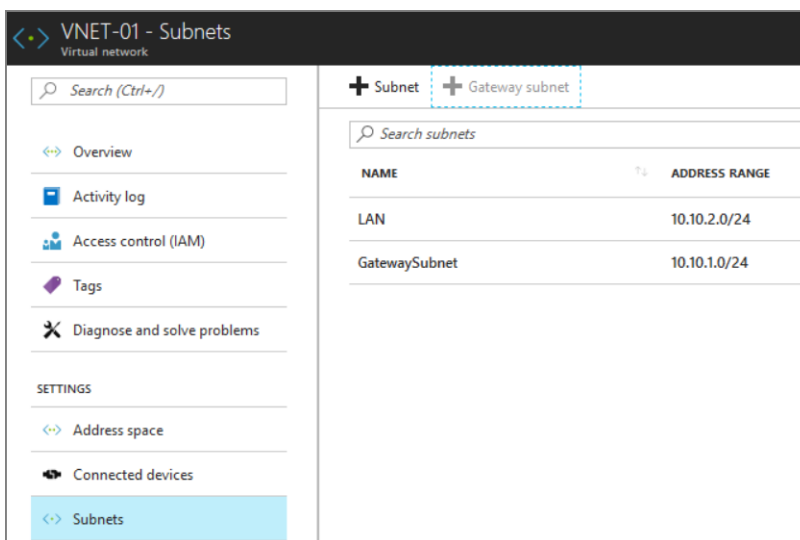 VNET-01 - Subnets
Virtual network
Search (Ctrl+/)
Overview
Activity log
Access control (IAM)
Tags
Diagnose and solve problems
SETTINGS
Address space
Connected devices
Subnets
Subnet
Gateway subnet
Search subnets
NAME ADDRESS RANGE
LAN 10.10.2.0/24
GatewaySubnet 10.10.1.0/24